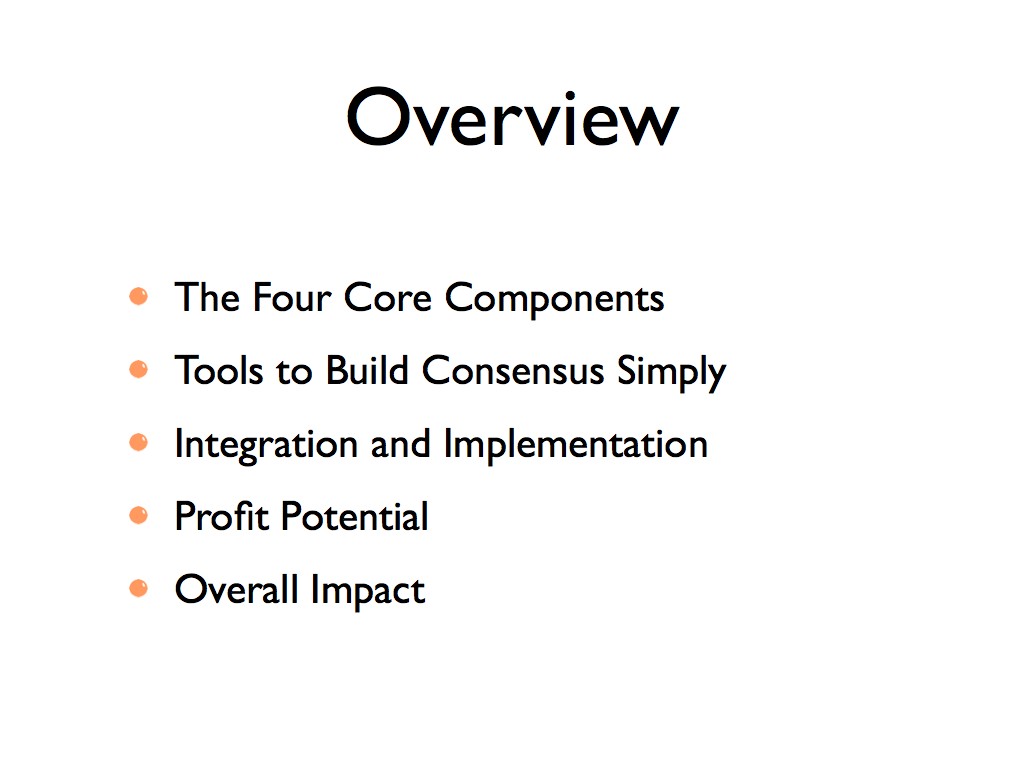 Overview
The Four Core Components
Tools to Build Consensus Simply
Integration and Implementation
Profit Potential
Overall Impact